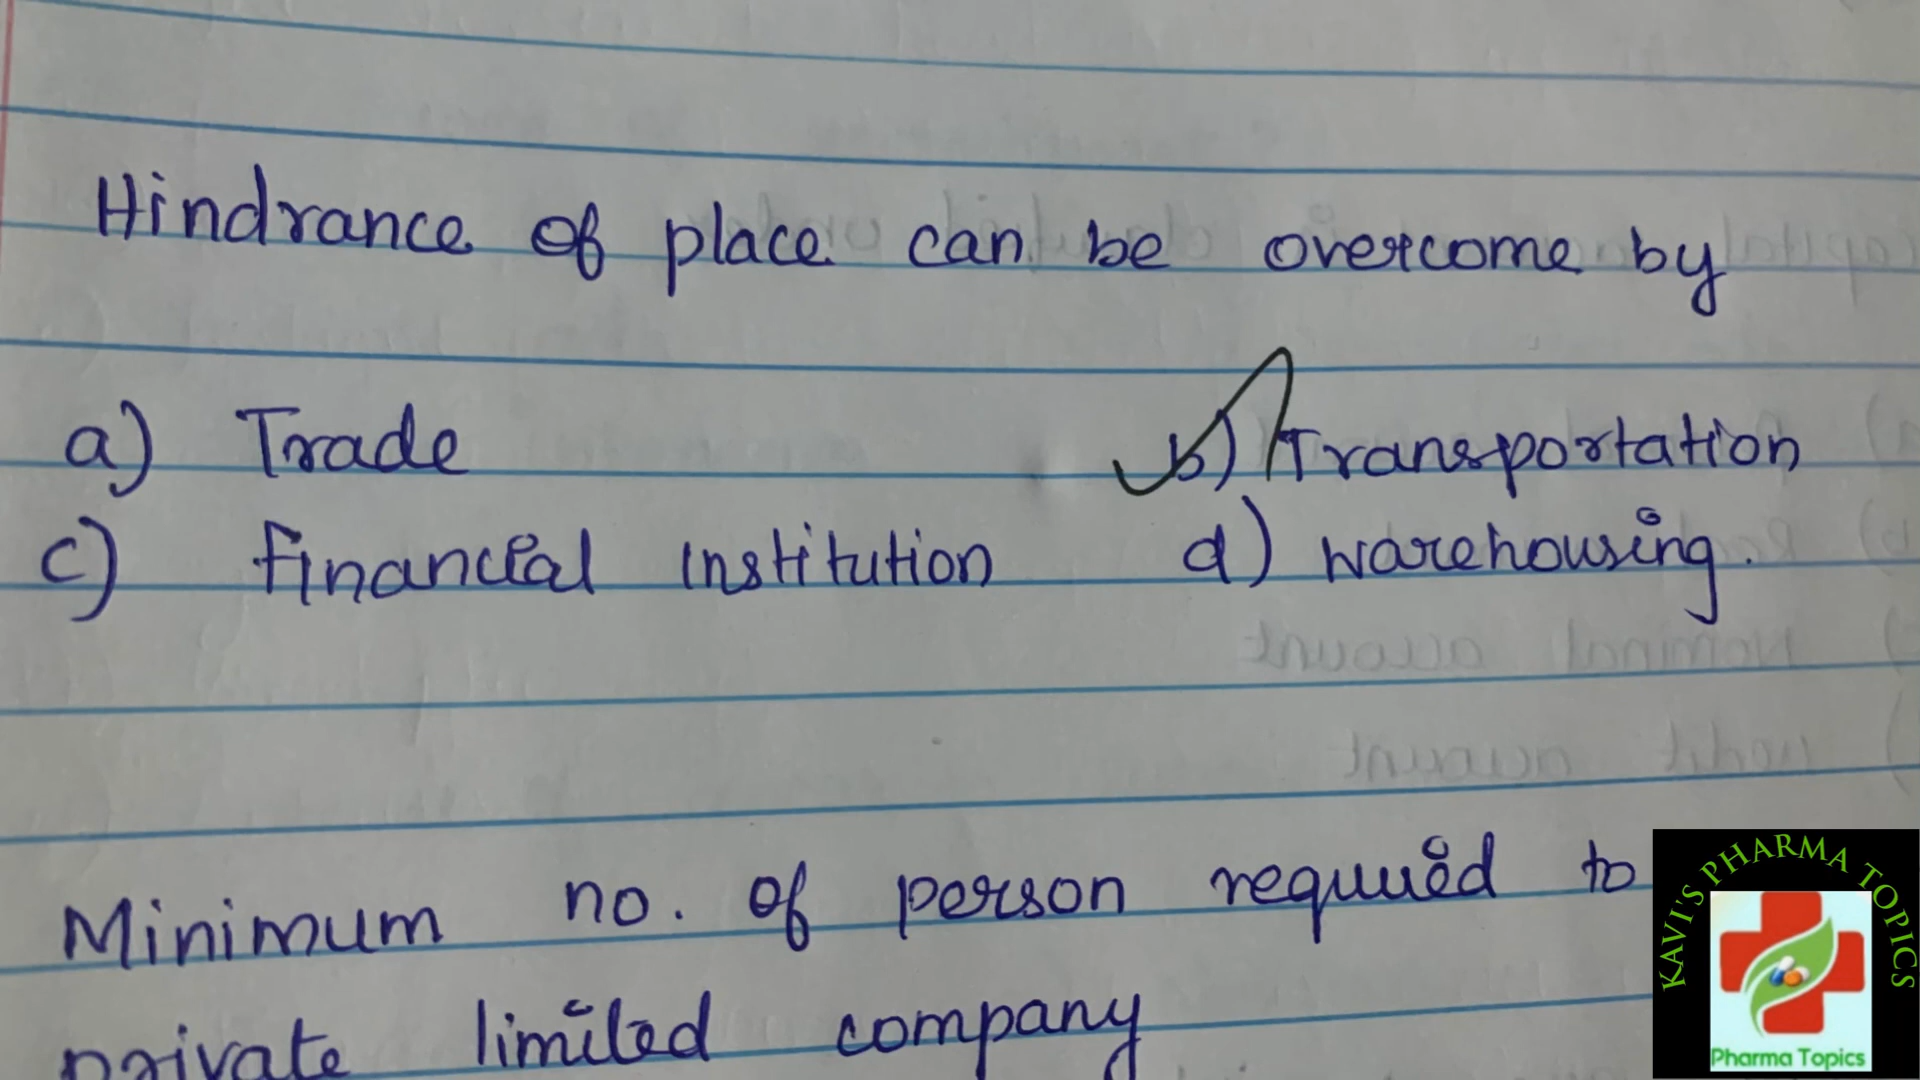 Hindrance of place can be overcome by
a) Trade b) Transportation
c) financial institution d) warehousing.
Minimum no. of person required to
private limited company
KAVI'S PHARMA TOPICS
Pharma Topics